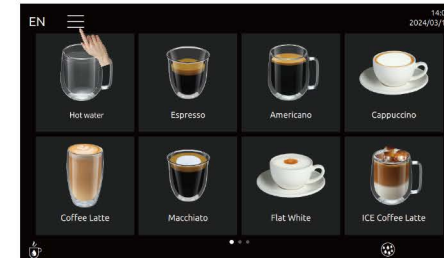 EN
Hot water
Espresso
Americano
Cappuccino
Coffee Latte
Macchiato
Flat White
ICE Coffee Latte